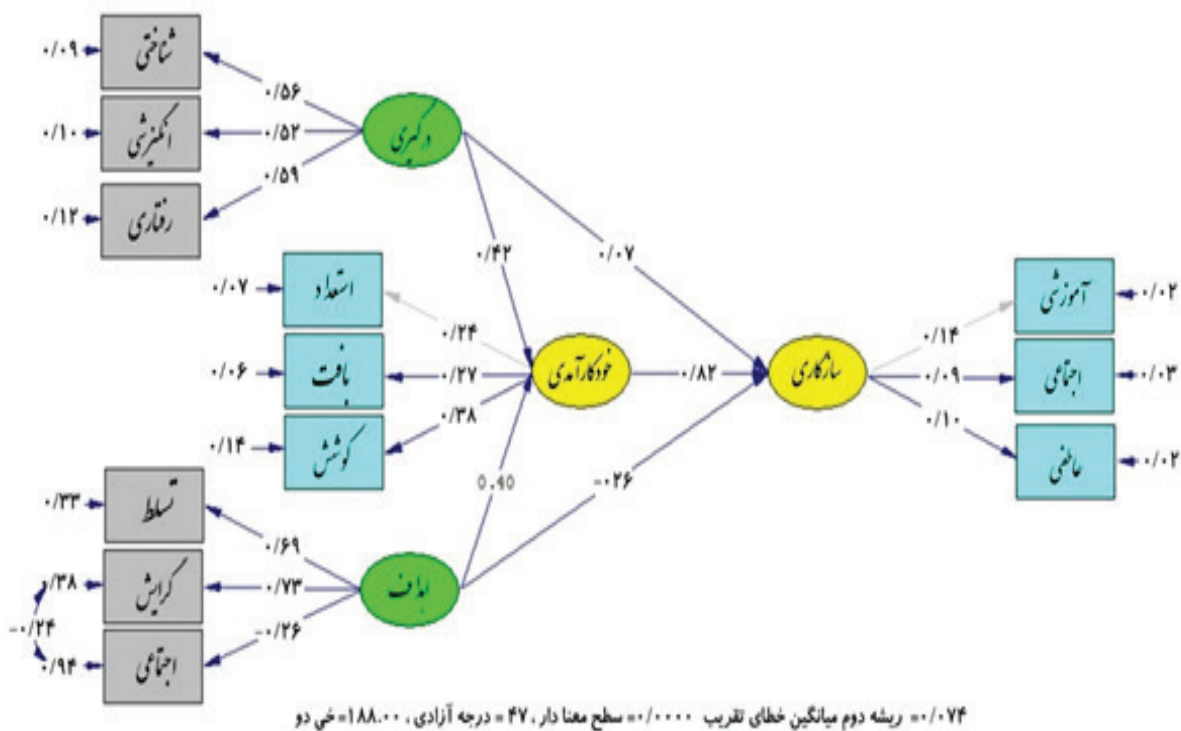 ۰/۰۹ شناختی
۰/۵۶
۰/۱۰ انگیزشی
۰/۵۲
درگیری
۰/۱۲ رفتاری
۰/۵۹
۰/۴۲
۰/۰۷
۰/۰۷ استعداد
۰/۲۴
۰/۰۶ بافت
۰/۲۷
خودکارآمدی
۰/۸۲
سازگاری
۰/۱۴ کوشش
۰/۳۸
۰/۱۴
آموزشی ۰/۰۲
۰/۰۹
اجتماعی ۰/۰۳
۰/۱۰
عاطفی ۰/۰۲
-۰۲۶
۰/۳۳ تسلط
۰/۶۹
۰/۳۸ گرایش
۰/۷۳
اهداف
-۰/۲۴
۰/۹۴ اجتماعی
-۰/۲۶
۰/۰۷۴= ریشه دوم میانگین خطای تقریب ۰/۰۰۰۰= سطح معنا دار ، ۴۷ = درجه آزادی ، ۱۸۸.۰۰= خی دو